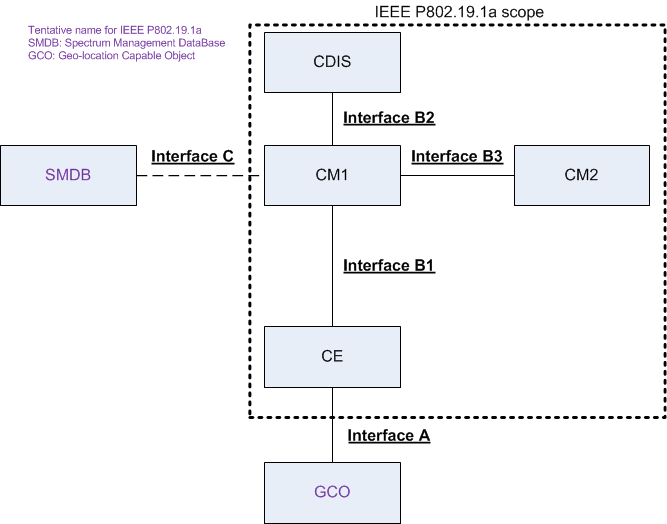 IEEE P802.19.1a scope
Tentative name for IEEE P802.19.1a
SMDB: Spectrum Management DataBase
GCO: Geo-location Capable Object
CDIS
Interface B2
Interface C
Interface B3
SMDB
CM1
CM2
Interface B1
CE
Interface A
GCO